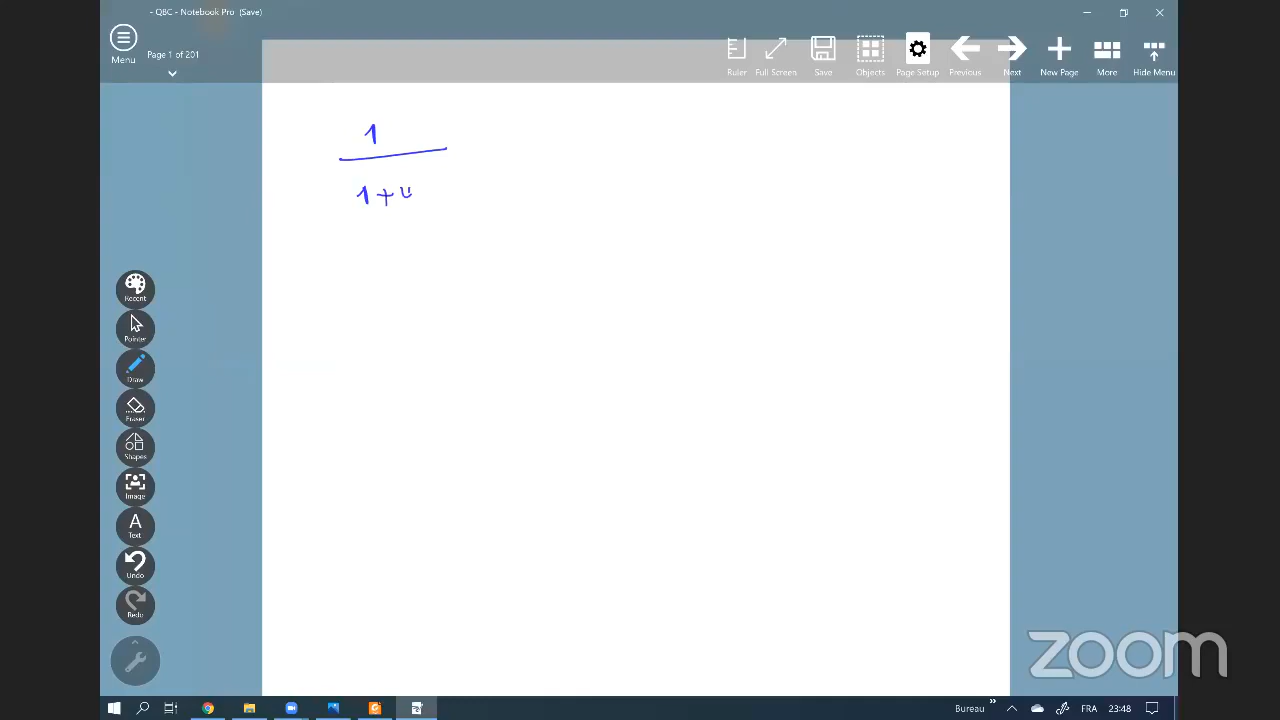 - QBC - Notebook Pro (Save)
Menu
Page 1 of 201
Ruler
Full Screen
Save
Objects
Page Setup
Previous
Next
New Page
More
Hide Menu
1
1+u
Recent
Pointer
Draw
Eraser
Shapes
Image
A
Text
Undo
Redo
zoom
Bureau
»
FRA
23:48